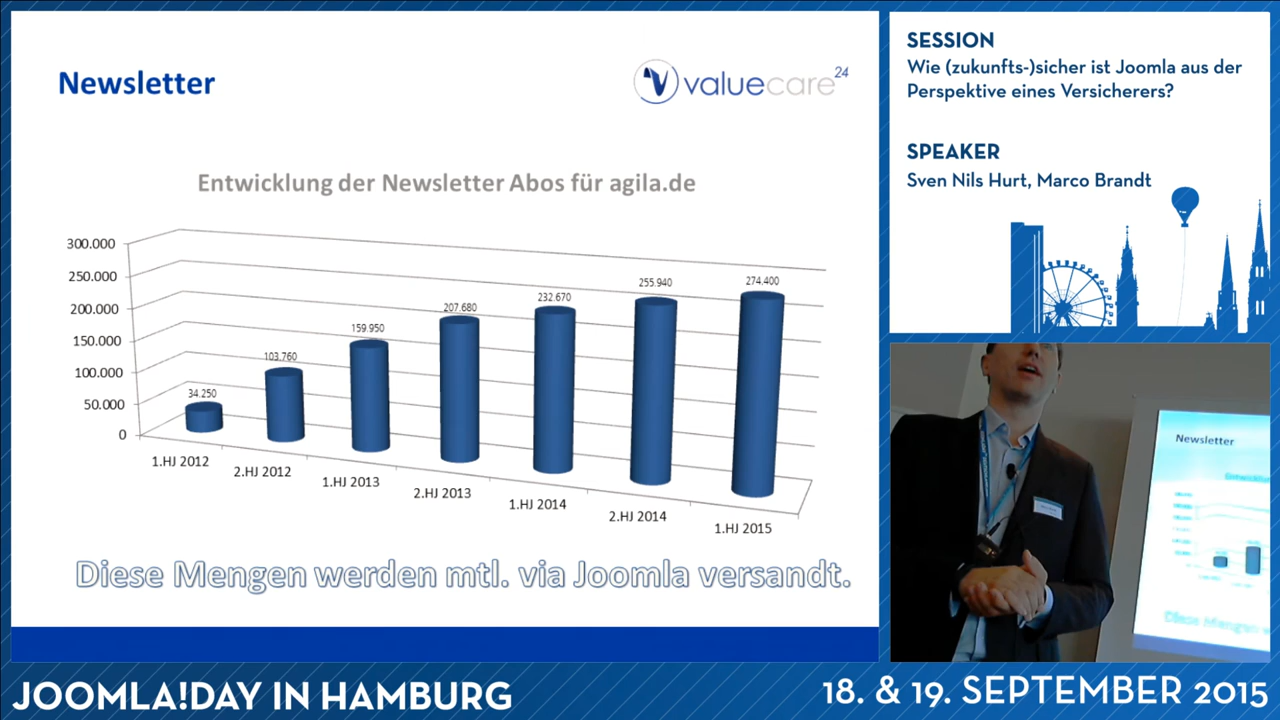 Newsletter
valuecare24
Entwicklung der Newsletter Abos für agila.de
300.000
250.000
200.000
150.000
100.000
50.000
0
34.250
103.760
159.950
207.680
232.670
255.940
274.400
1.HJ 2012
2.HJ 2012
1.HJ 2013
2.HJ 2013
1.HJ 2014
2.HJ 2014
1.HJ 2015
Diese Mengen werden mtl. via Joomla versandt.
SESSION
Wie (zukunfts-)sicher ist Joomla aus der
Perspektive eines Versicherers?
SPEAKER
Sven Nils Hurt, Marco Brandt
Newsletter
Diese Mengen
JOOMLA!DAY IN HAMBURG
18. & 19. SEPTEMBER 2015